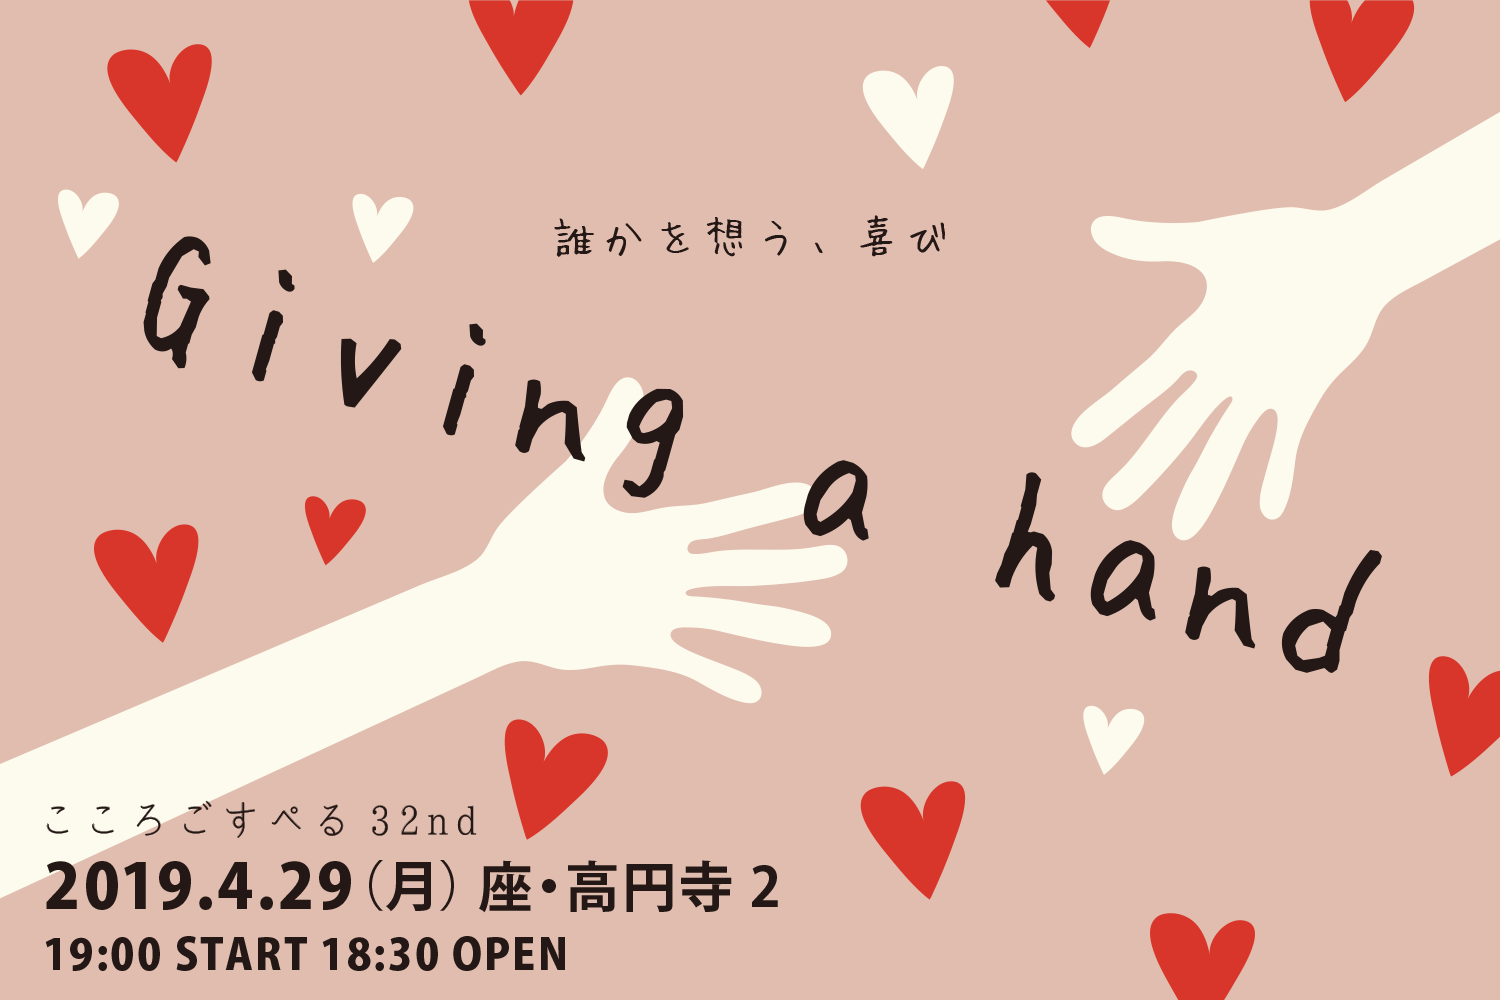 誰かを想う、喜び
Giving a hand
こころごすぺる 32nd
2019.4.29（月）座・高円寺 2
19:00 START 18:30 OPEN